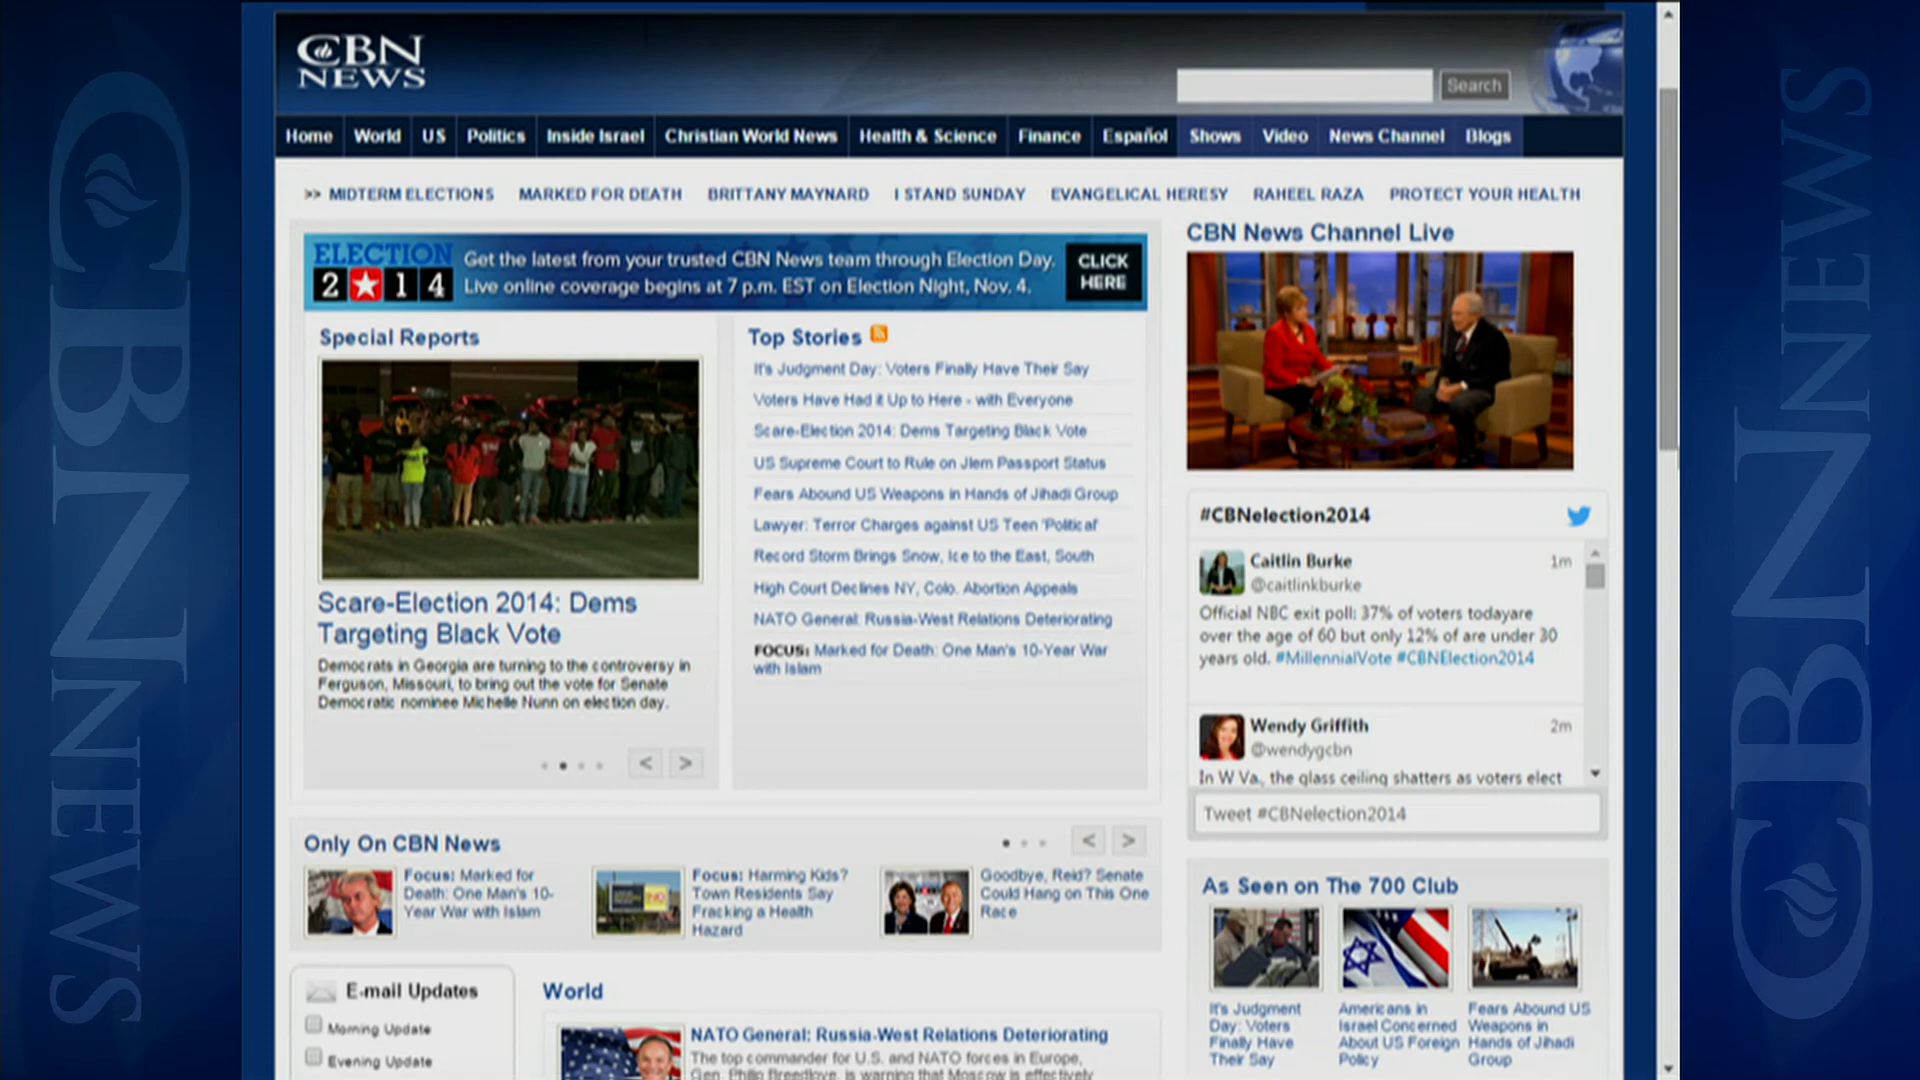 CBN NEWS
CBN
NEWS
Search
Home World US Politics Inside Israel Christian World News Health & Science Finance Español Shows Video News Channel Blogs
>> MIDTERM ELECTIONS MARKED FOR DEATH BRITTANY MAYNARD I STAND SUNDAY EVANGELICAL HERESY RAHEEL RAZA PROTECT YOUR HEALTH
ELECTION
2 14
Get the latest from your trusted CBN News team through Election Day.
Live online coverage begins at 7 p.m. EST on Election Night, Nov. 4.
CLICK
HERE
Special Reports
Scare-Election 2014: Dems
Targeting Black Vote
Democrats in Georgia are turning to the controversy in
Ferguson, Missouri, to bring out the vote for Senate
Democratic nominee Michelle Nunn on election day.
< >
Top Stories
It's Judgment Day: Voters Finally Have Their Say
Voters Have Had it Up to Here - with Everyone
Scare-Election 2014: Dems Targeting Black Vote
US Supreme Court to Rule on Jlem Passport Status
Fears Abound US Weapons in Hands of Jihadi Group
Lawyer: Terror Charges against US Teen 'Political'
Record Storm Brings Snow, Ice to the East, South
High Court Declines NY, Colo. Abortion Appeals
NATO General: Russia-West Relations Deteriorating
FOCUS: Marked for Death: One Man's 10-Year War
with Islam
CBN News Channel Live
#CBNelection2014
Caitlin Burke 1m
@caitlinkburke
Official NBC exit poll: 37% of voters todayare
over the age of 60 but only 12% of are under 30
years old. #MillennialVote #CBNElection2014
Wendy Griffith 2m
@wendygcbn
In W Va., the glass ceiling shatters as voters elect
Tweet #CBNelection2014
Only On CBN News
< >
Focus: Marked for
Death: One Man's 10-
Year War with Islam
Focus: Harming Kids?
Town Residents Say
Fracking a Health
Hazard
Goodbye, Reid? Senate
Could Hang on This One
Race
As Seen on The 700 Club
It's Judgment
Day: Voters
Finally Have
Their Say
Americans in
Israel Concerned
About US Foreign
Policy
Fears Abound US
Weapons in
Hands of Jihadi
Group
E-mail Updates
Morning Update
Evening Update
World
NATO General: Russia-West Relations Deteriorating
The top commander for U.S. and NATO forces in Europe,
Gen. Philip Breedlove, is warning that Moscow is effectively
CBN NEWS